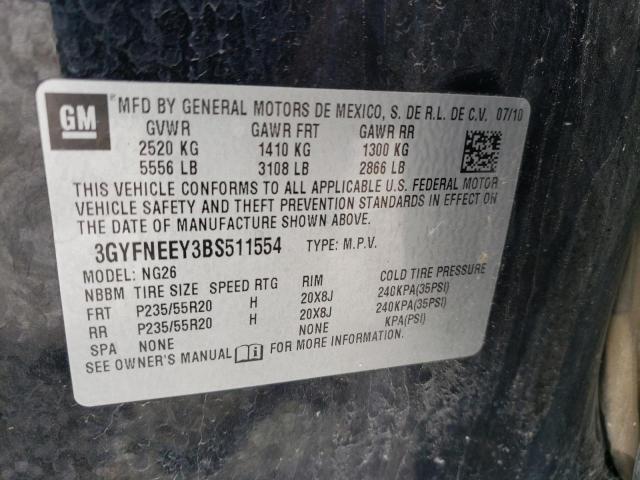 GM
MFD BY GENERAL MOTORS DE MEXICO, S. DE R.L. DE C.V. 07/10
GVWR GAWR FRT GAWR RR
2520 KG 1410 KG 1300 KG
5556 LB 3108 LB 2866 LB
THIS VEHICLE CONFORMS TO ALL APPLICABLE U.S. FEDERAL MOTOR
VEHICLE SAFETY AND THEFT PREVENTION STANDARDS IN EFFECT ON
THE DATE OF MANUFACTURE SHOWN ABOVE.
3GYFNEEY3BS511554 TYPE: M.P.V.
MODEL: NG26
NBBM TIRE SIZE SPEED RTG RIM COLD TIRE PRESSURE
FRT P235/55R20 H 20X8J 240KPA(35PSI)
RR P235/55R20 H 20X8J 240KPA(35PSI)
SPA NONE NONE KPA(PSI)
SEE OWNER'S MANUAL FOR MORE INFORMATION.